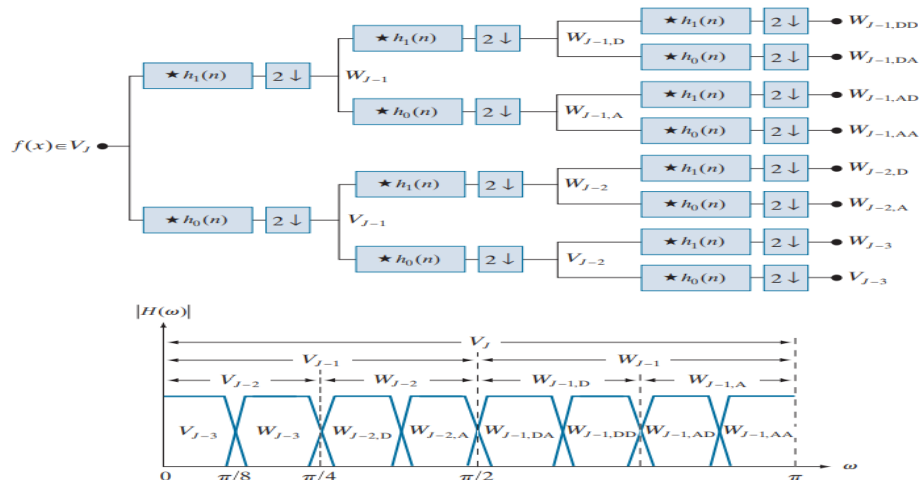 ★ h₁(n) 2 ↓ W_{J−1,DD}
★ h₁(n) 2 ↓ W_{J−1,D}
★ h₀(n) 2 ↓ W_{J−1,DA}
★ h₁(n) 2 ↓ W_{J−1}
★ h₁(n) 2 ↓ W_{J−1,AD}
★ h₀(n) 2 ↓ W_{J−1,A}
★ h₀(n) 2 ↓ W_{J−1,AA}
f(x)∈V_J
★ h₁(n) 2 ↓ W_{J−2,D}
★ h₁(n) 2 ↓ W_{J−2}
★ h₀(n) 2 ↓ W_{J−2,A}
★ h₀(n) 2 ↓ V_{J−1}
★ h₁(n) 2 ↓ W_{J−3}
★ h₀(n) 2 ↓ V_{J−2}
★ h₀(n) 2 ↓ V_{J−3}
|H(ω)|
V_J
V_{J−1} W_{J−1}
V_{J−2} W_{J−2} W_{J−1,D} W_{J−1,A}
V_{J−3} W_{J−3} W_{J−2,D} W_{J−2,A} W_{J−1,DA} W_{J−1,DD} W_{J−1,AD} W_{J−1,AA}
0 π/8 π/4 π/2 π ω